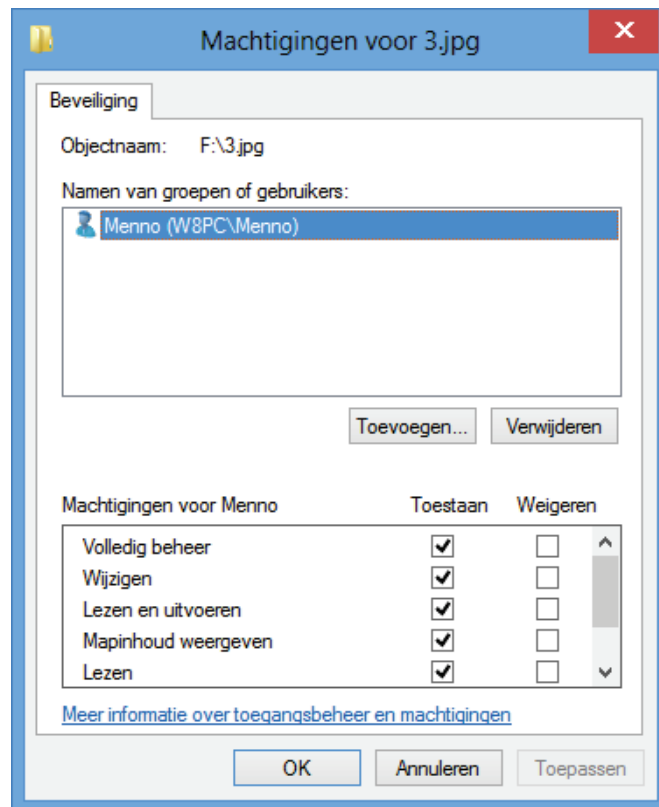 Machtigingen voor 3.jpg
Beveiliging
Objectnaam: F:\3.jpg
Namen van groepen of gebruikers:
Menno (W8PC\Menno)
Toevoegen... Verwijderen
Machtigingen voor Menno Toestaan Weigeren
Volledig beheer
Wijzigen
Lezen en uitvoeren
Mapinhoud weergeven
Lezen
Meer informatie over toegangsbeheer en machtigingen
OK Annuleren Toepassen